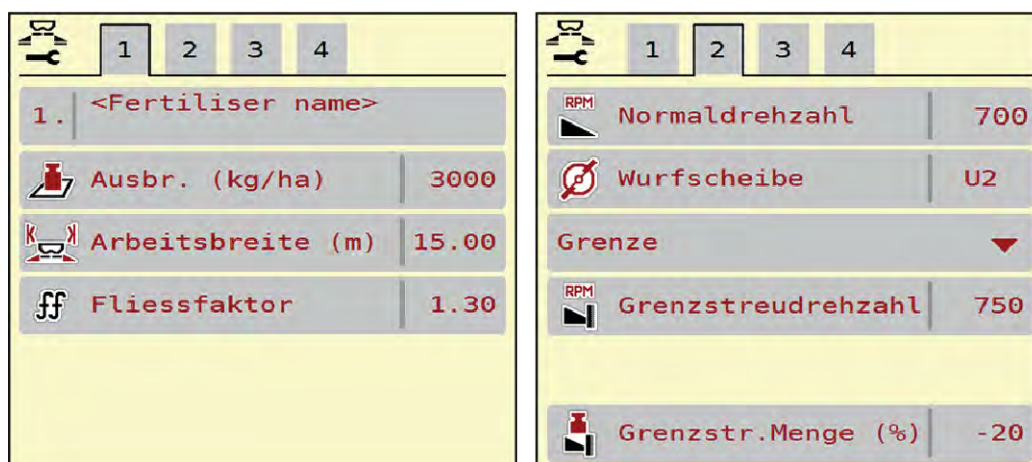 1 2 3 4
1. <Fertiliser name>
Ausbr. (kg/ha) 3000
Arbeitsbreite (m) 15.00
Fliessfaktor 1.30
1 2 3 4
RPM Normaldrehzahl 700
Wurfscheibe U2
Grenze
RPM Grenzstreudrehzahl 750
Grenzstr.Menge (%) -20